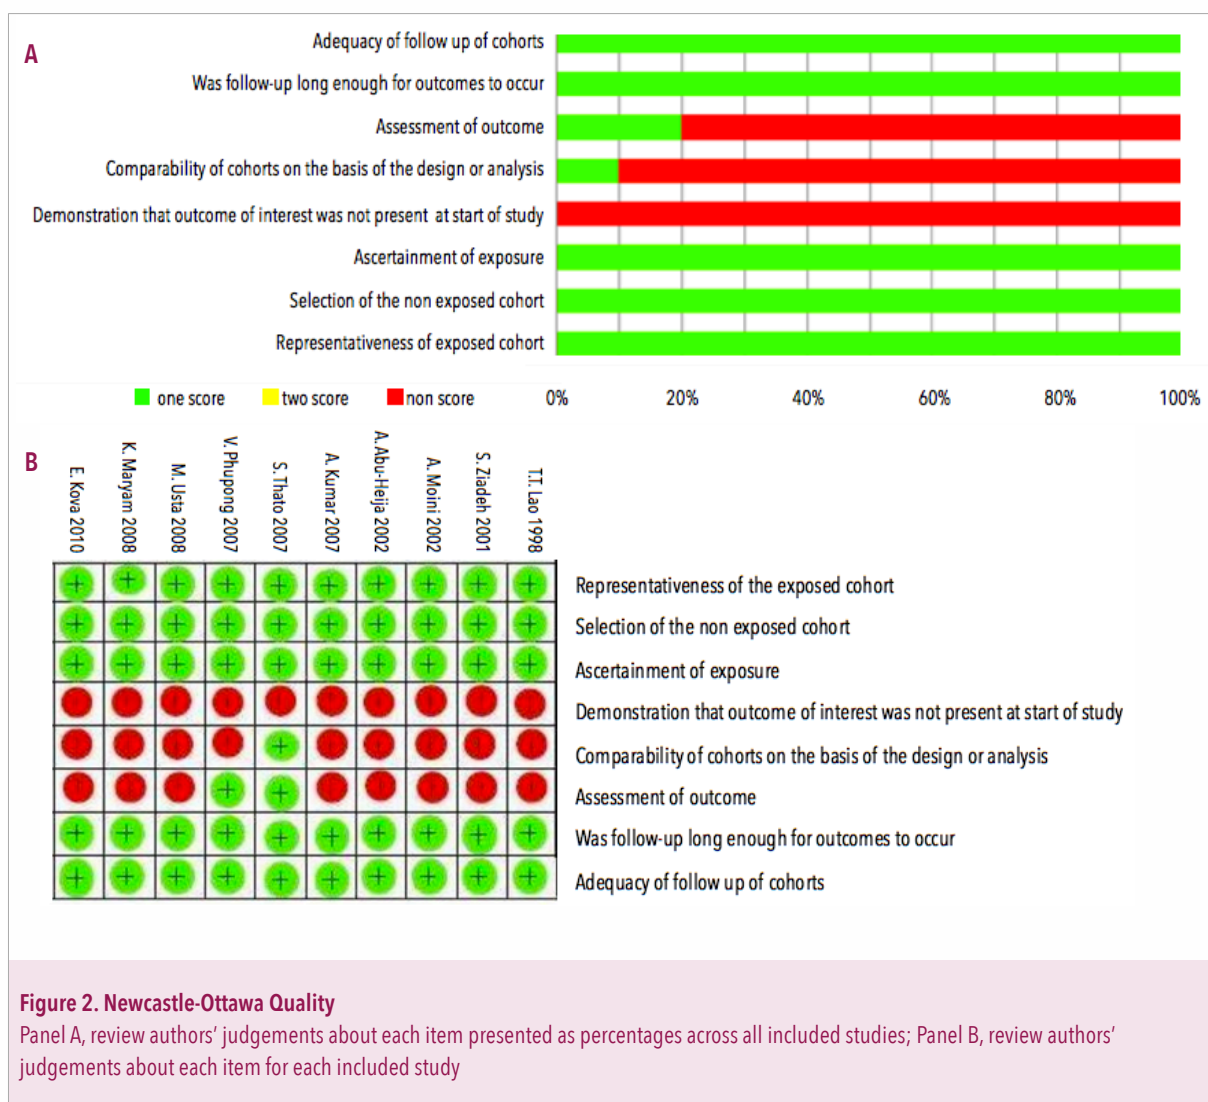 A
Adequacy of follow up of cohorts
Was follow-up long enough for outcomes to occur
Assessment of outcome
Comparability of cohorts on the basis of the design or analysis
Demonstration that outcome of interest was not present at start of study
Ascertainment of exposure
Selection of the non exposed cohort
Representativeness of exposed cohort
one score two score non score 0% 20% 40% 60% 80% 100%
B
E. Kova 2010
K. Maryam 2008
M. Usta 2008
V. Phupong 2007
S. Thato 2007
A. Kumar 2007
A. Abu-Heija 2002
A. Moini 2002
S. Ziadeh 2001
T.T. Lao 1998
Representativeness of the exposed cohort
Selection of the non exposed cohort
Ascertainment of exposure
Demonstration that outcome of interest was not present at start of study
Comparability of cohorts on the basis of the design or analysis
Assessment of outcome
Was follow-up long enough for outcomes to occur
Adequacy of follow up of cohorts
Figure 2. Newcastle-Ottawa Quality
Panel A, review authors' judgements about each item presented as percentages across all included studies; Panel B, review authors'
judgements about each item for each included study